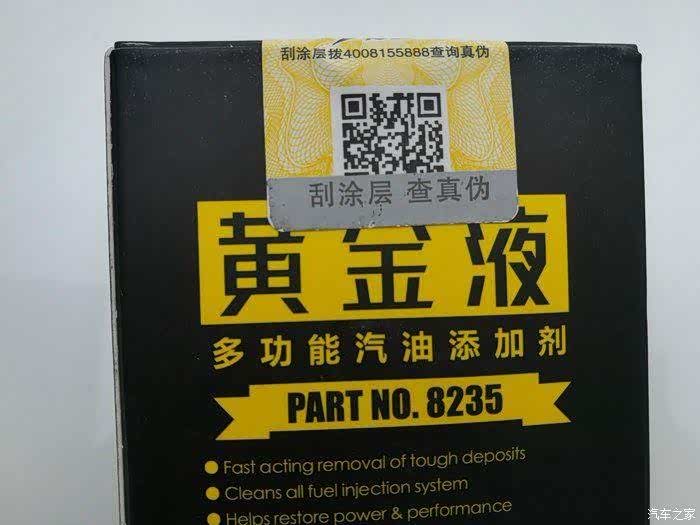 刮涂层拨4008155888查询真伪
刮涂层 查真伪
黄金液
多功能汽油添加剂
PART NO. 8235
Fast acting removal of tough deposits
Cleans all fuel injection system
Helps restore power & performance
汽车之家